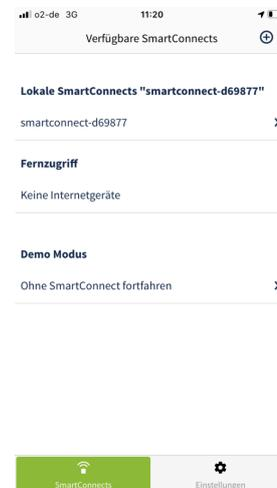 o2-de 3G 11:20
Verfügbare SmartConnects
Lokale SmartConnects "smartconnect-d69877"
smartconnect-d69877
Fernzugriff
Keine Internetgeräte
Demo Modus
Ohne SmartConnect fortfahren
SmartConnects Einstellungen